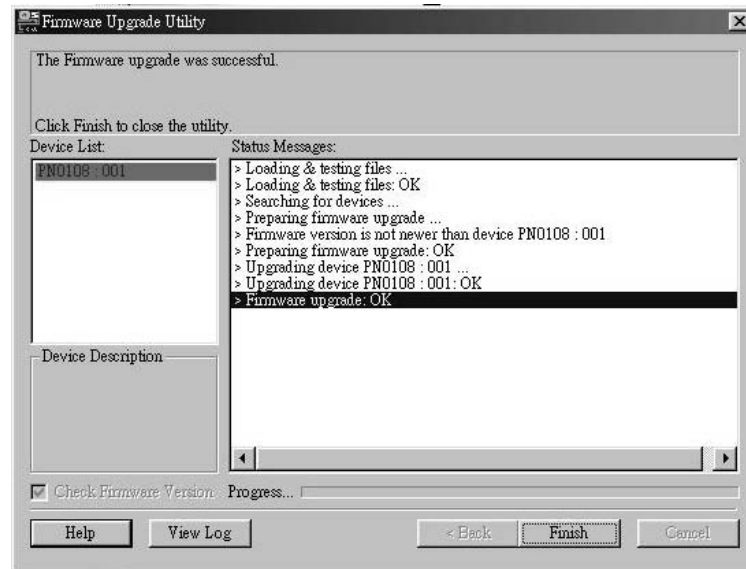 Firmware Upgrade Utility
The Firmware upgrade was successful.
Click Finish to close the utility.
Device List:
PN0108 : 001
Status Messages:
> Loading & testing files ...
> Loading & testing files: OK
> Searching for devices ...
> Preparing firmware upgrade ...
> Firmware version is not newer than device PN0108 : 001
> Preparing firmware upgrade: OK
> Upgrading device PN0108 : 001 ...
> Upgrading device PN0108 : 001: OK
> Firmware upgrade: OK
Device Description
Check Firmware Version
Progress...
Help
View Log
< Back
Finish
Cancel